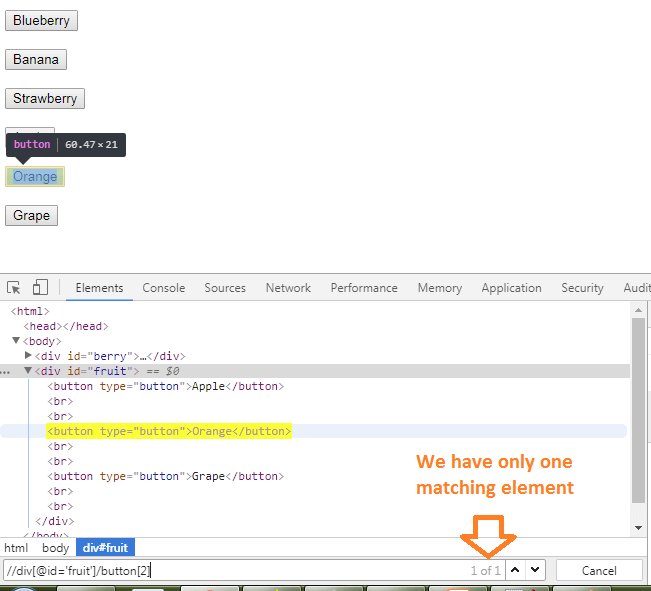 Blueberry
Banana
Strawberry
button 60.47 × 21
Orange
Grape
Elements Console Sources Network Performance Memory Application Security Audit
<html>
<head></head>
▼<body>
▶<div id="berry">…</div>
... ▼<div id="fruit"> == $0
<button type="button">Apple</button>
<br>
<br>
<button type="button">Orange</button>
<br>
<br>
<button type="button">Grape</button>
<br>
<br>
</div>
</body>
We have only one
matching element
html body div#fruit
//div[@id='fruit']/button[2] 1 of 1 Cancel